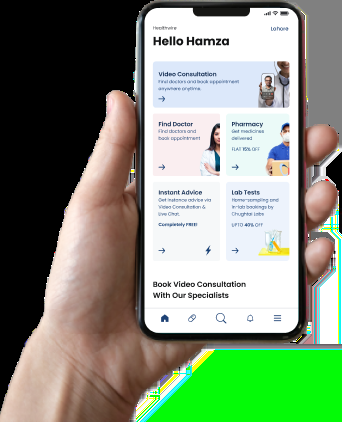 Healthwire
Lahore
Hello Hamza
Video Consultation
Find doctors and book appointment
anywhere anytime.
Find Doctor
Find doctors and
book appointment
Pharmacy
Get medicines
delivered
FLAT 15% OFF
Instant Advice
Get instance advice via
Video Consultation &
Live Chat.
Completely FREE!
Lab Tests
Home-sampling and
in-lab bookings by
Chughtai Labs
UPTO 40% OFF
Book Video Consultation
With Our Specialists